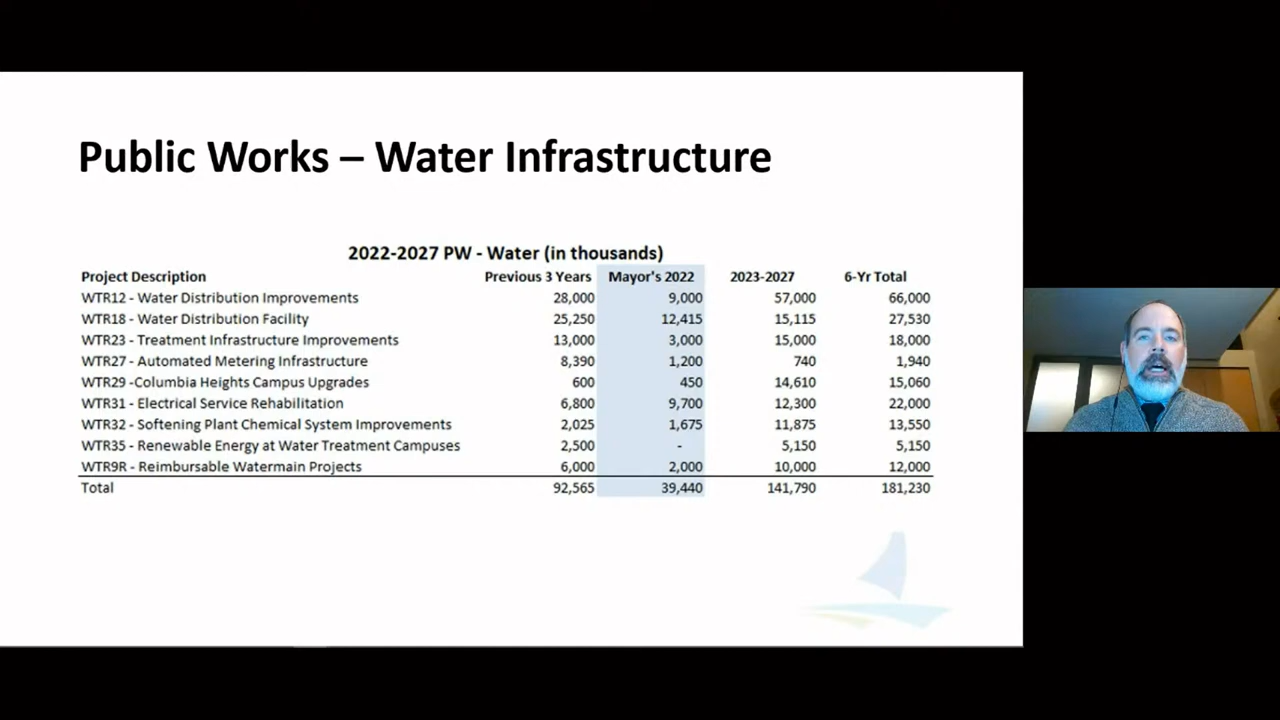 Public Works – Water Infrastructure
2022-2027 PW - Water (in thousands)
Project Description Previous 3 Years Mayor's 2022 2023-2027 6-Yr Total
WTR12 - Water Distribution Improvements 28,000 9,000 57,000 66,000
WTR18 - Water Distribution Facility 25,250 12,415 15,115 27,530
WTR23 - Treatment Infrastructure Improvements 13,000 3,000 15,000 18,000
WTR27 - Automated Metering Infrastructure 8,390 1,200 740 1,940
WTR29 -Columbia Heights Campus Upgrades 600 450 14,610 15,060
WTR31 - Electrical Service Rehabilitation 6,800 9,700 12,300 22,000
WTR32 - Softening Plant Chemical System Improvements 2,025 1,675 11,875 13,550
WTR35 - Renewable Energy at Water Treatment Campuses 2,500 - 5,150 5,150
WTR9R - Reimbursable Watermain Projects 6,000 2,000 10,000 12,000
Total 92,565 39,440 141,790 181,230